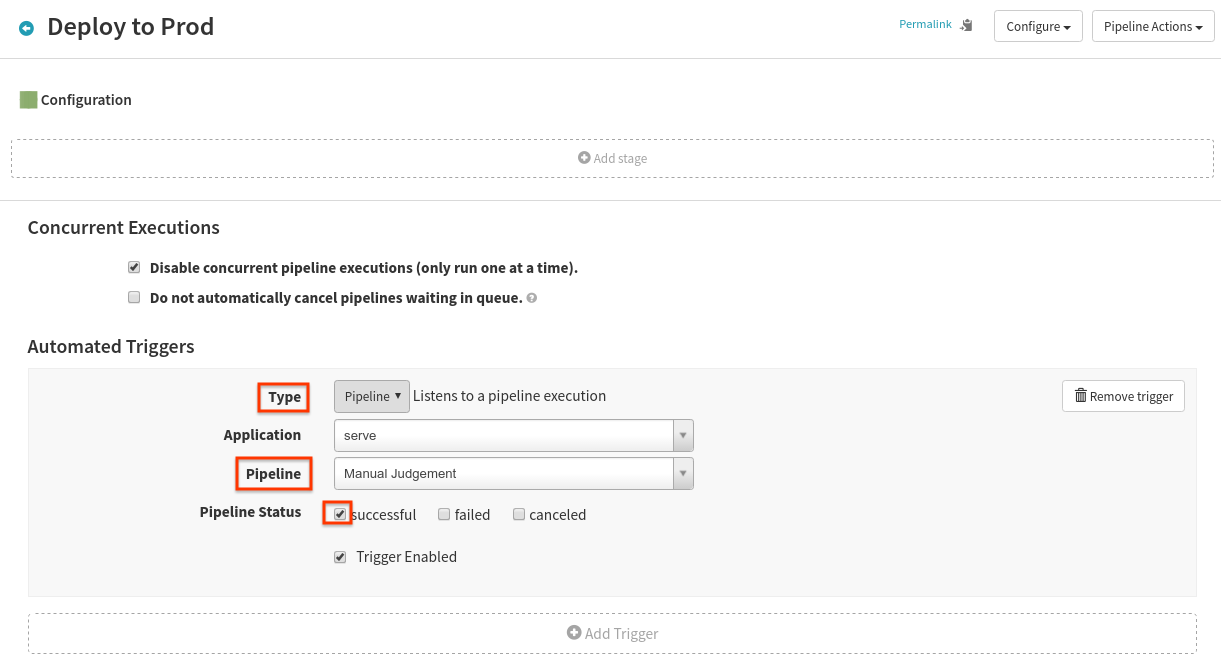 Deploy to Prod
Permalink
Configure
Pipeline Actions
Configuration
Add stage
Concurrent Executions
Disable concurrent pipeline executions (only run one at a time).
Do not automatically cancel pipelines waiting in queue.
Automated Triggers
Type Pipeline Listens to a pipeline execution Remove trigger
Application serve
Pipeline Manual Judgement
Pipeline Status successful failed canceled
Trigger Enabled
Add Trigger